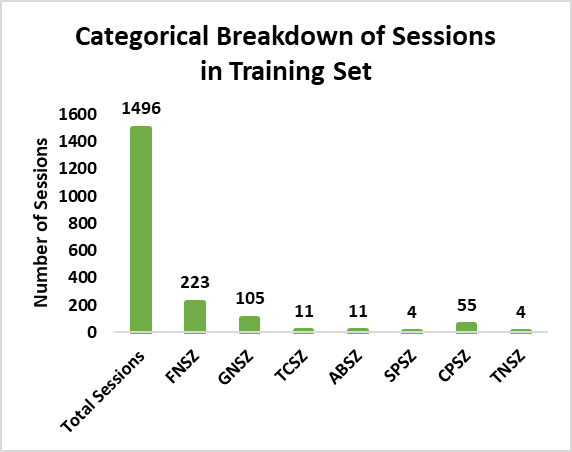 Categorical Breakdown of Sessions
in Training Set
Number of Sessions
1600
1400
1200
1000
800
600
400
200
0
1496
223
105
11
11
4
55
4
Total Sessions
FNSZ
GNSZ
TCSZ
ABSZ
SPSZ
CPSZ
TNSZ